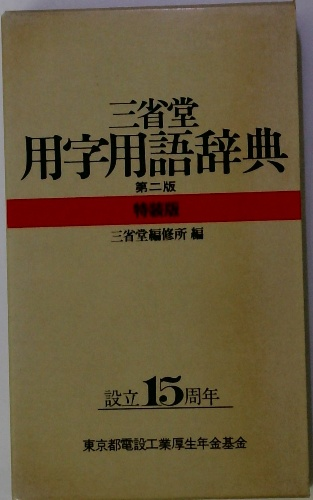 三省堂
用字用語辞典
第二版
特装版
三省堂編修所 編
設立15周年
東京都電設工業厚生年金基金